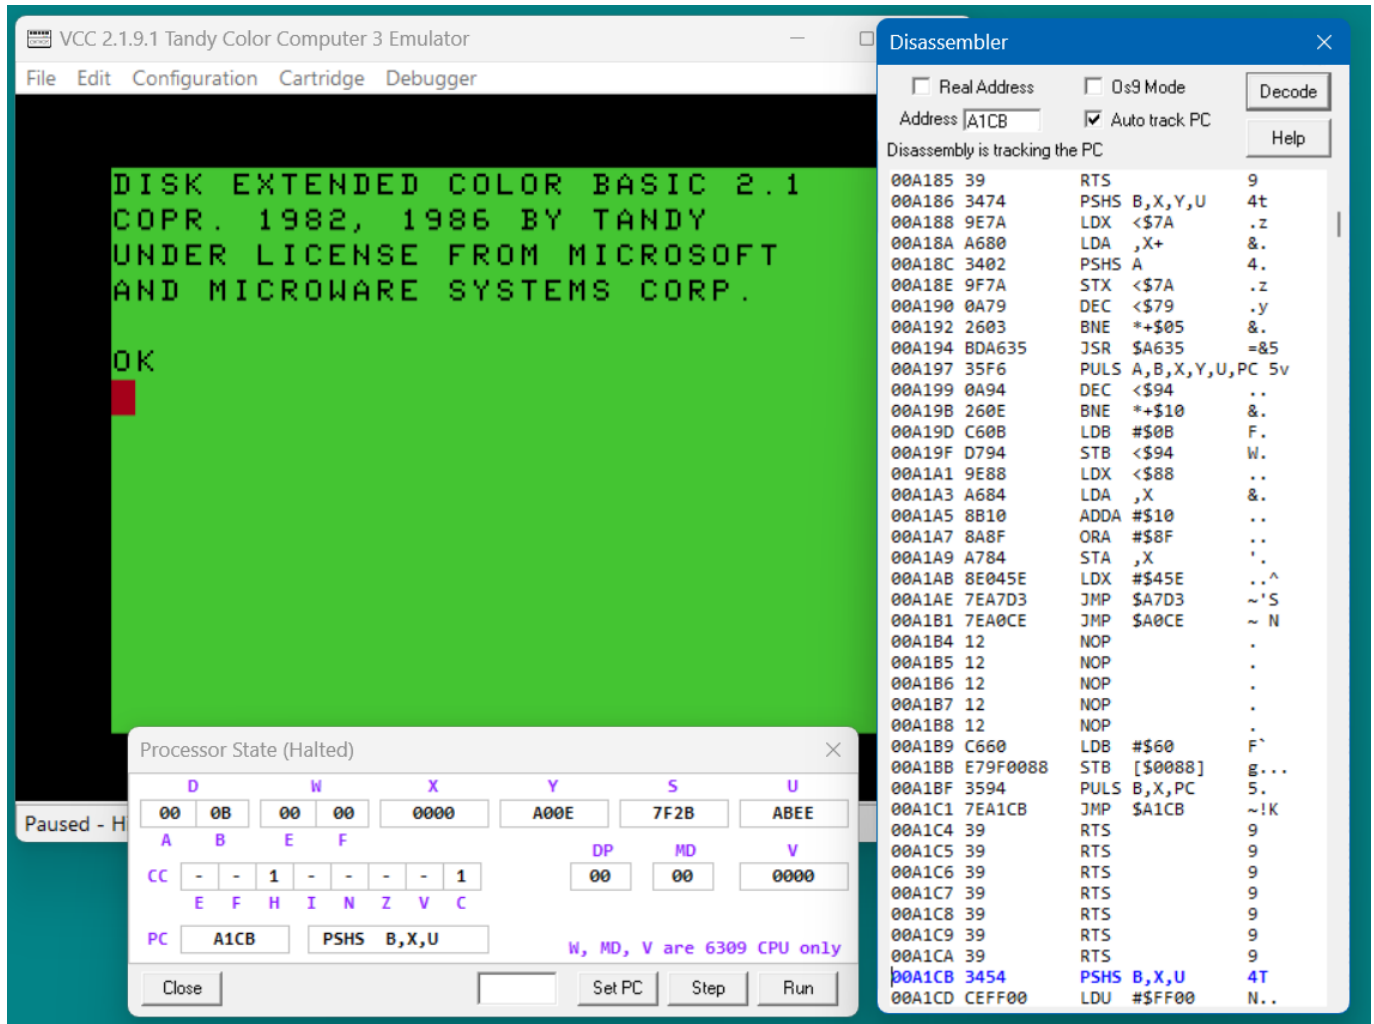 VCC 2.1.9.1 Tandy Color Computer 3 Emulator
File Edit Configuration Cartridge Debugger
DISK EXTENDED COLOR BASIC 2.1
COPR. 1982, 1986 BY TANDY
UNDER LICENSE FROM MICROSOFT
AND MICROWARE SYSTEMS CORP.
OK
Paused - Hi
Processor State (Halted)
D W X Y S U
00 0B 00 00 0000 A00E 7F2B ABEE
A B E F
DP MD V
CC - - 1 - - - - 1 00 00 0000
E F H I N Z V C
PC A1CB PSHS B,X,U
W, MD, V are 6309 CPU only
Close Set PC Step Run
Disassembler
Real Address Os9 Mode Decode
Address A1CB Auto track PC
Help
Disassembly is tracking the PC
00A185 39 RTS 9
00A186 3474 PSHS B,X,Y,U 4t
00A188 9E7A LDX <$7A .z
00A18A A680 LDA ,X+ &.
00A18C 3402 PSHS A 4.
00A18E 9F7A STX <$7A .z
00A190 0A79 DEC <$79 .y
00A192 2603 BNE *+$05 &.
00A194 BDA635 JSR $A635 =&5
00A197 35F6 PULS A,B,X,Y,U,PC 5v
00A199 0A94 DEC <$94 ..
00A19B 260E BNE *+$10 &.
00A19D C60B LDB #$0B F.
00A19F D794 STB <$94 W.
00A1A1 9E88 LDX <$88 ..
00A1A3 A684 LDA ,X &.
00A1A5 8B10 ADDA #$10 ..
00A1A7 8A8F ORA #$8F ..
00A1A9 A784 STA ,X '.
00A1AB 8E045E LDX #$45E ..^
00A1AE 7EA7D3 JMP $A7D3 ~'S
00A1B1 7EA0CE JMP $A0CE ~ N
00A1B4 12 NOP .
00A1B5 12 NOP .
00A1B6 12 NOP .
00A1B7 12 NOP .
00A1B8 12 NOP .
00A1B9 C660 LDB #$60 F`
00A1BB E79F0088 STB [$0088] g...
00A1BF 3594 PULS B,X,PC 5.
00A1C1 7EA1CB JMP $A1CB ~!K
00A1C4 39 RTS 9
00A1C5 39 RTS 9
00A1C6 39 RTS 9
00A1C7 39 RTS 9
00A1C8 39 RTS 9
00A1C9 39 RTS 9
00A1CA 39 RTS 9
00A1CB 3454 PSHS B,X,U 4T
00A1CD CEFF00 LDU #$FF00 N..